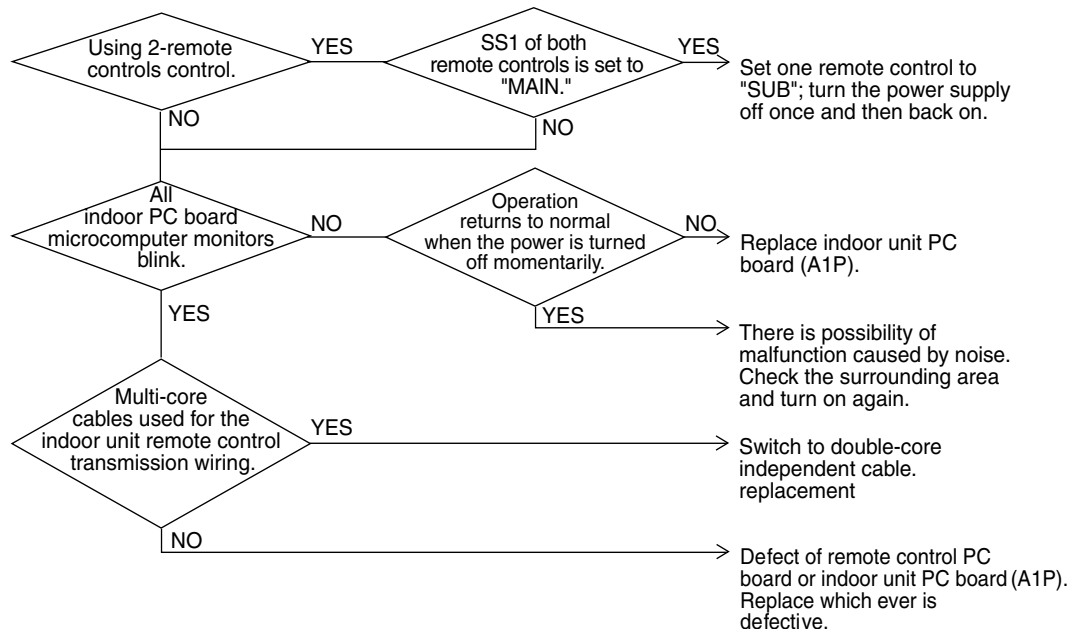 Using 2-remote
controls control.
YES
SS1 of both
remote controls is set to
"MAIN."
YES
Set one remote control to
"SUB"; turn the power supply
off once and then back on.
NO
NO
All
indoor PC board
microcomputer monitors
blink.
NO
Operation
returns to normal
when the power is turned
off momentarily.
NO
Replace indoor unit PC
board (A1P).
YES
YES
There is possibility of
malfunction caused by noise.
Check the surrounding area
and turn on again.
Multi-core
cables used for the
indoor unit remote control
transmission wiring.
YES
Switch to double-core
independent cable.
replacement
NO
Defect of remote control PC
board or indoor unit PC board (A1P).
Replace which ever is
defective.